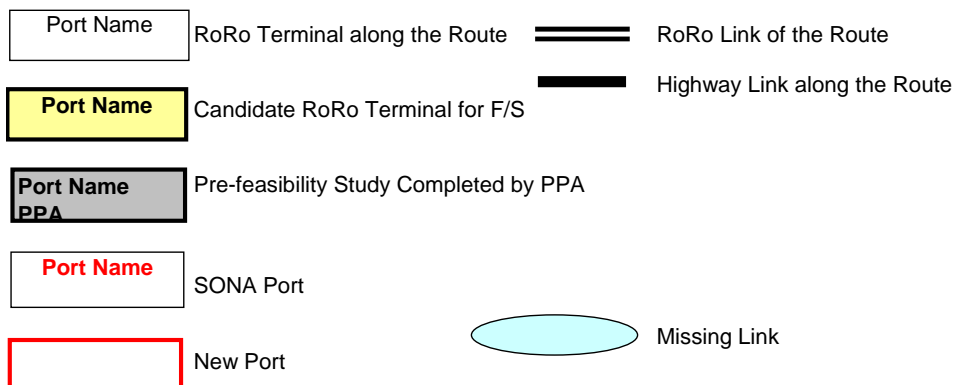 Port Name
RoRo Terminal along the Route
RoRo Link of the Route
Highway Link along the Route
Port Name
Candidate RoRo Terminal for F/S
Port Name
PPA
Pre-feasibility Study Completed by PPA
Port Name
SONA Port
Missing Link
New Port